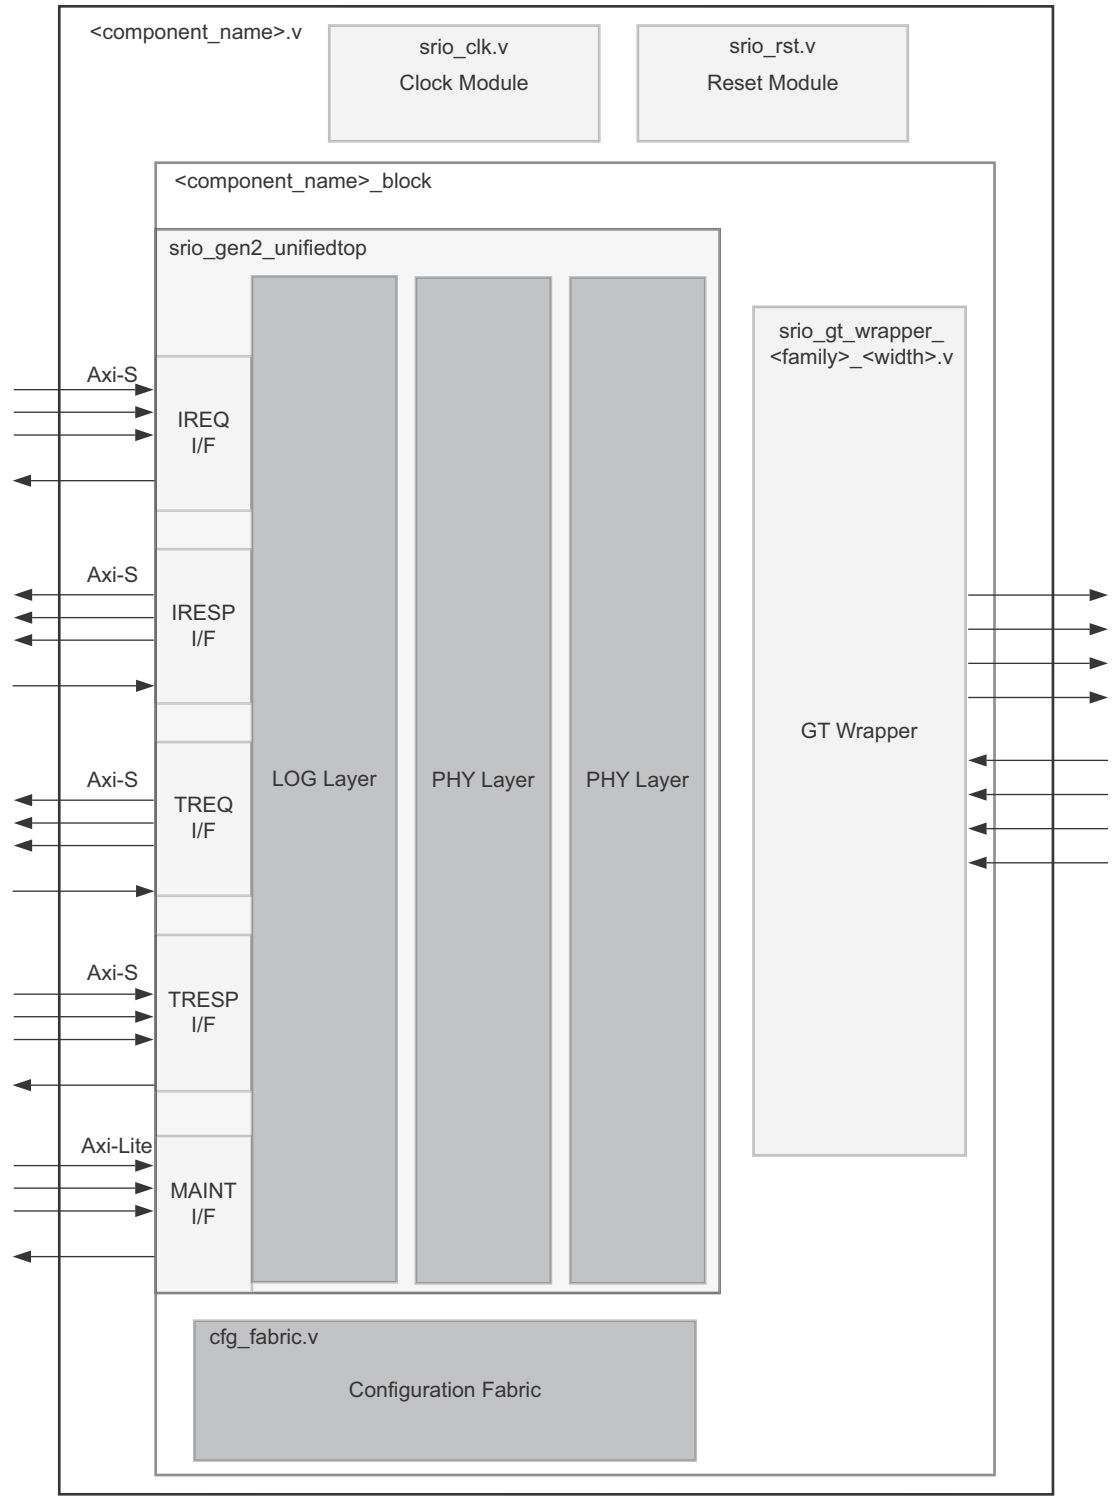 <component_name>.v
srio_clk.v
Clock Module
srio_rst.v
Reset Module
<component_name>_block
srio_gen2_unifiedtop
srio_gt_wrapper_
<family>_<width>.v
GT Wrapper
Axi-S
IREQ
I/F
Axi-S
IRESP
I/F
Axi-S
TREQ
I/F
Axi-S
TRESP
I/F
Axi-Lite
MAINT
I/F
LOG Layer
PHY Layer
PHY Layer
cfg_fabric.v
Configuration Fabric